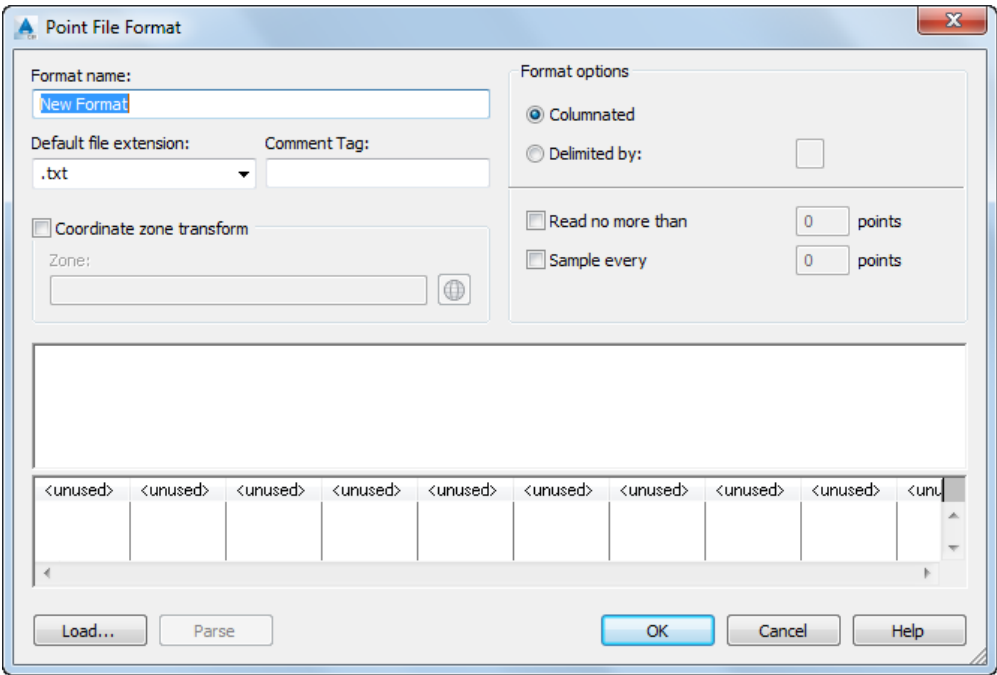 Point File Format
Format name:
New Format
Default file extension:
Comment Tag:
.txt
Coordinate zone transform
Zone:
Format options
Columnated
Delimited by:
Read no more than 0 points
Sample every 0 points
<unused> <unused> <unused> <unused> <unused> <unused> <unused> <unused> <unused> <unu
Load... Parse OK Cancel Help